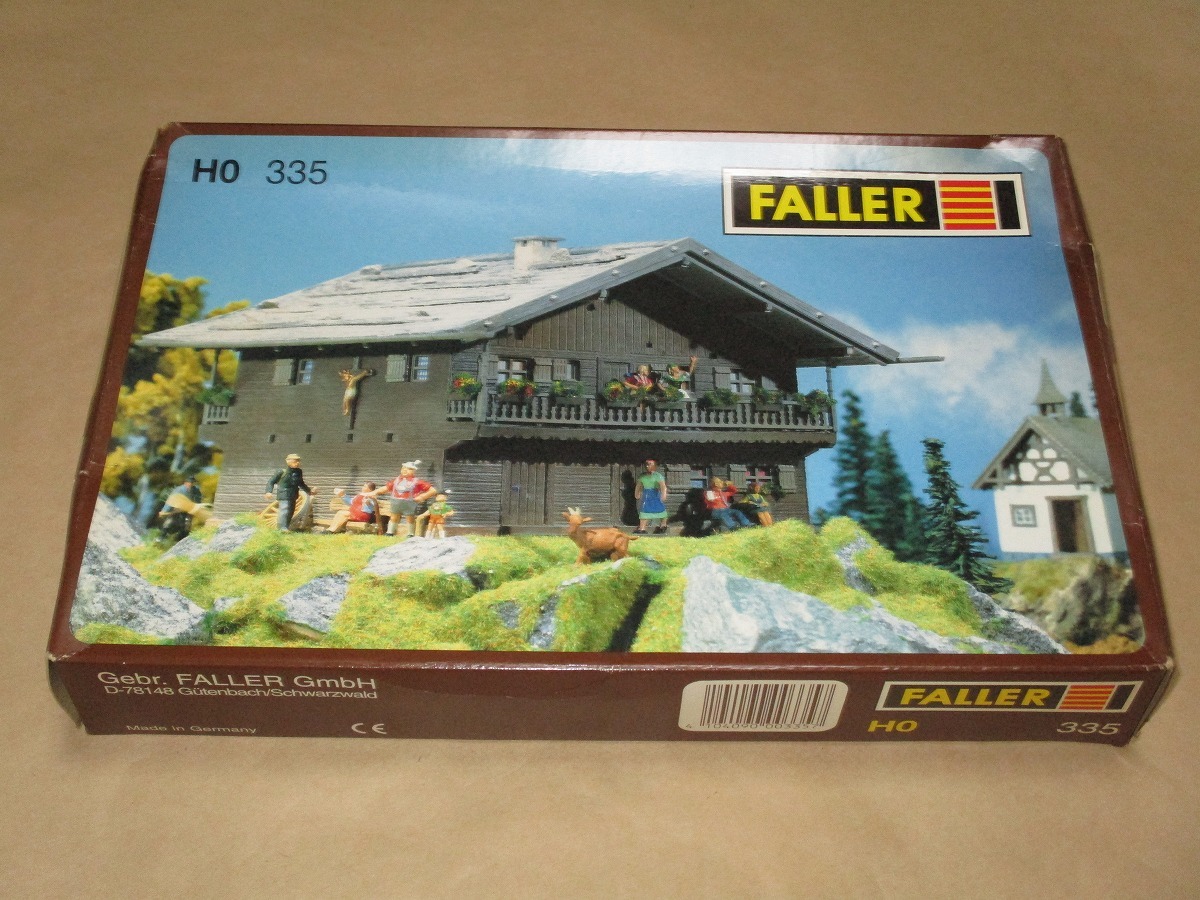 H0 335
FALLER
Gebr. FALLER GmbH
D-78148 Gütenbach/Schwarzwald
Made in Germany
CE
FALLER
H0 335